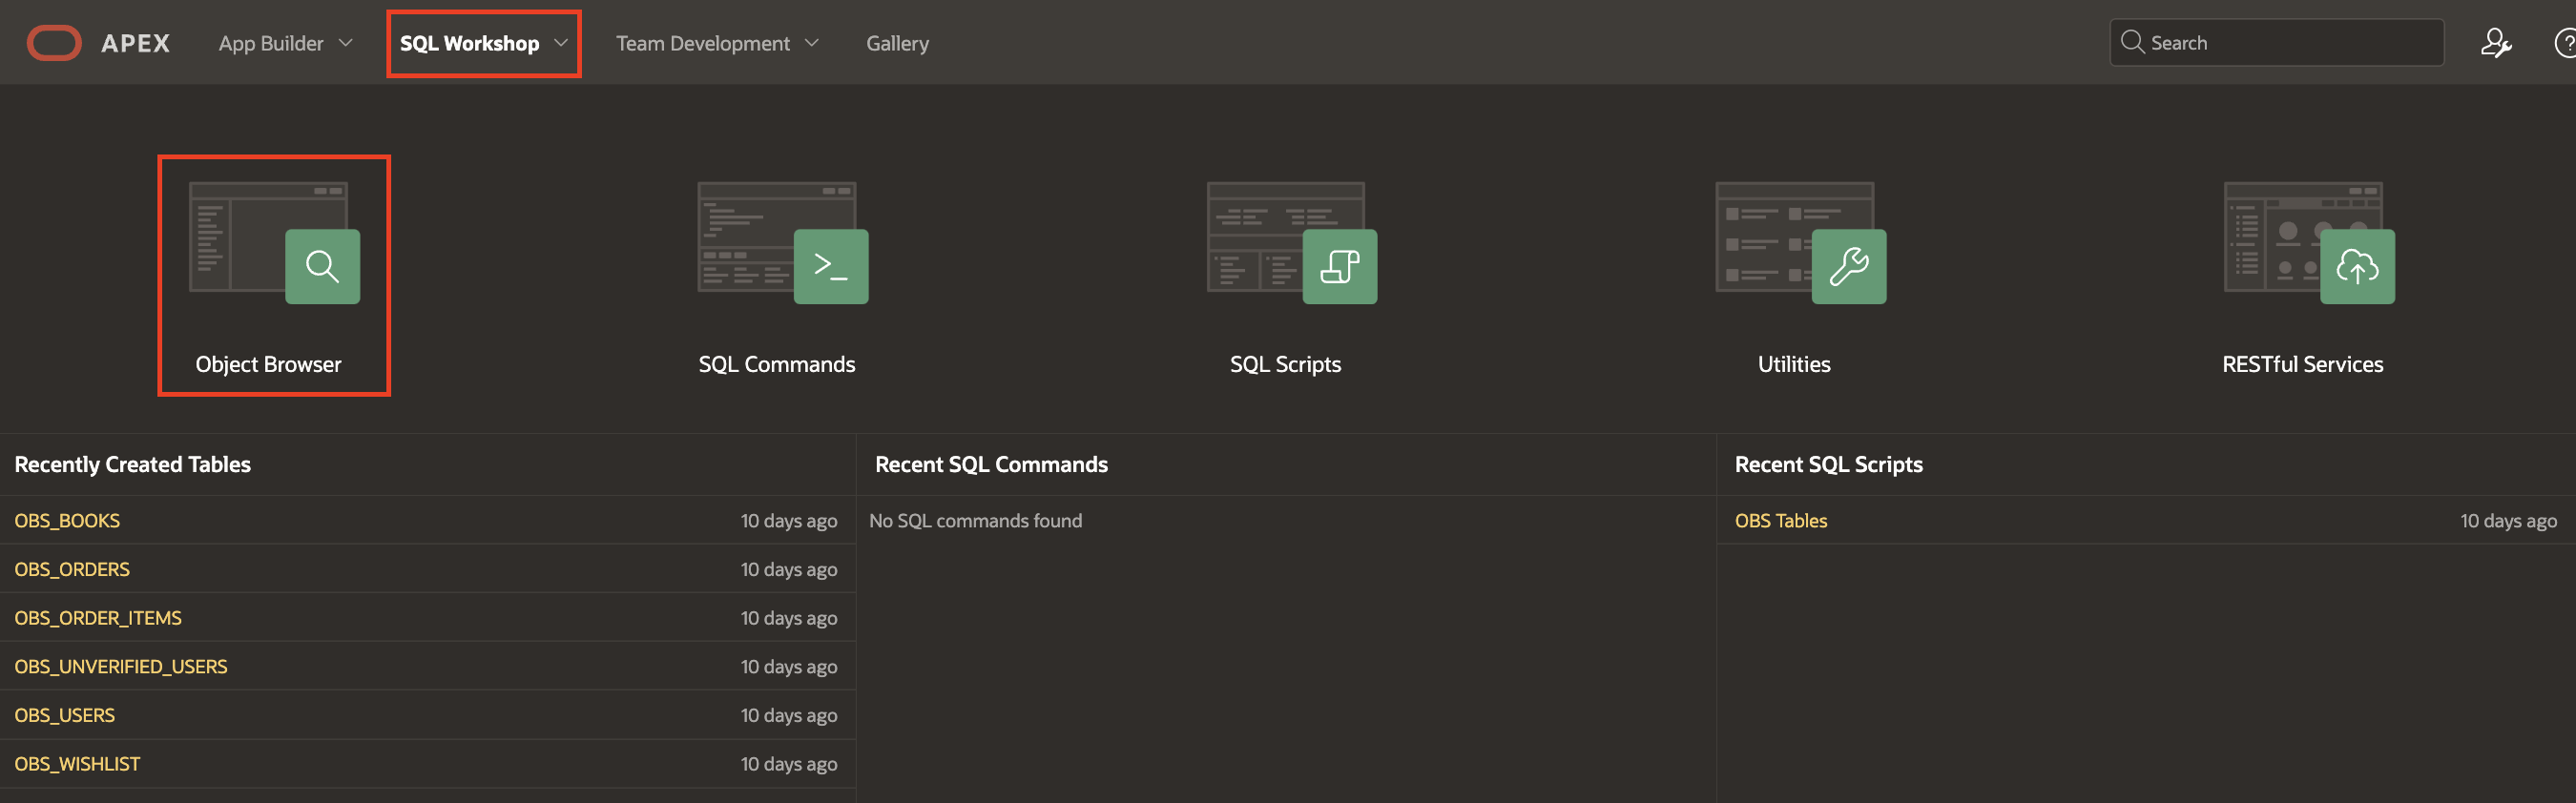 APEX App Builder SQL Workshop Team Development Gallery Search
Object Browser SQL Commands SQL Scripts Utilities RESTful Services
Recently Created Tables
OBS_BOOKS 10 days ago
OBS_ORDERS 10 days ago
OBS_ORDER_ITEMS 10 days ago
OBS_UNVERIFIED_USERS 10 days ago
OBS_USERS 10 days ago
OBS_WISHLIST 10 days ago
Recent SQL Commands
No SQL commands found
Recent SQL Scripts
OBS Tables 10 days ago